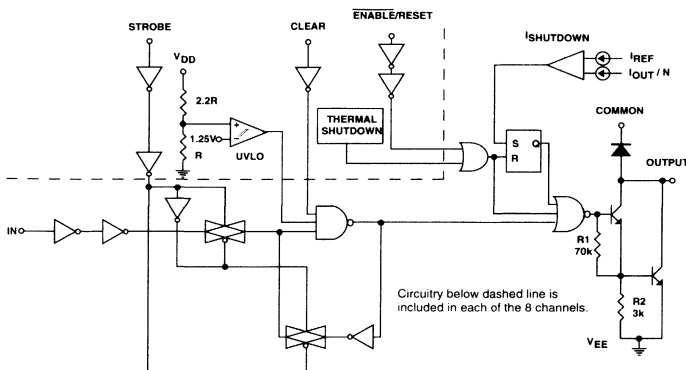 STROBE
CLEAR
ENABLE/RESET
ISHUTDOWN
IREF
IOUT / N
VDD
2.2R
1.25V
R
UVLO
THERMAL
SHUTDOWN
S Q
R
COMMON
OUTPUT
IN
R1
70k
R2
3k
VEE
Circuitry below dashed line is
included in each of the 8 channels.